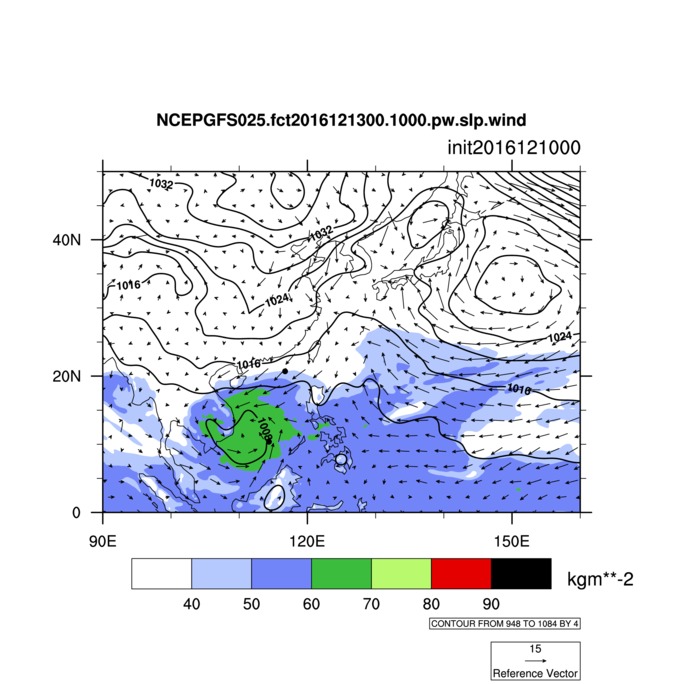 NCEPGFS025.fct2016121300.1000.pw.slp.wind
init2016121000
1032
1032
40N
1016
1024
1024
1016
20N
1016
1008
0
90E 120E 150E
40 50 60 70 80 90
kgm**-2
CONTOUR FROM 948 TO 1084 BY 4
15
Reference Vector